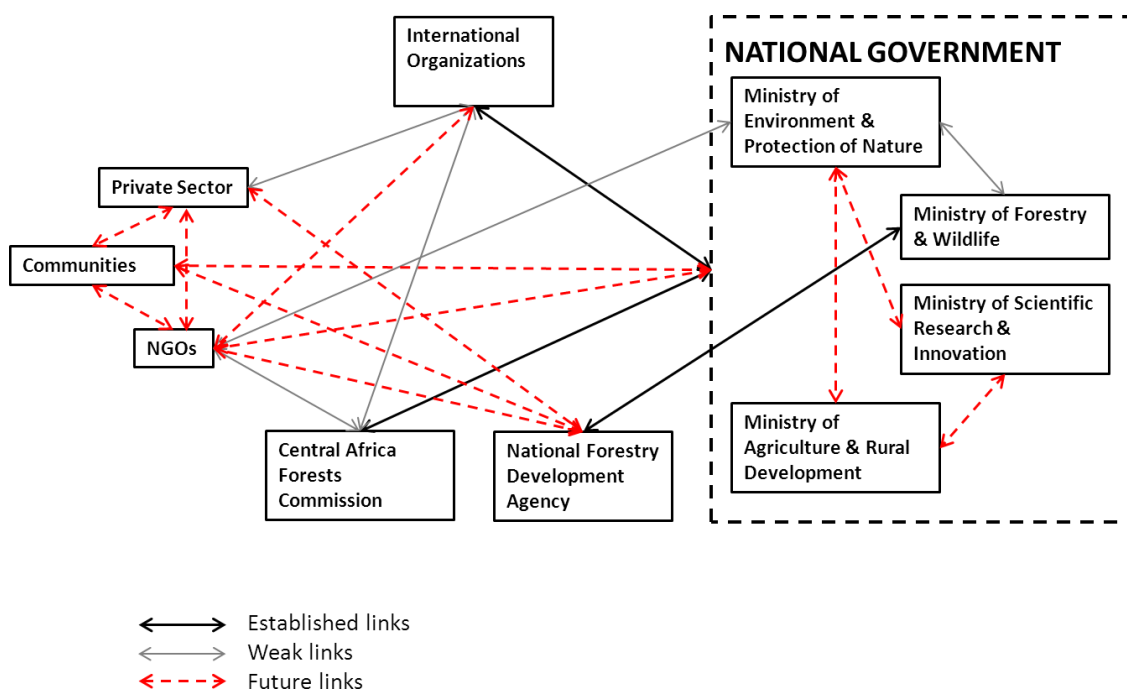 International
Organizations
NATIONAL GOVERNMENT
Ministry of
Environment &
Protection of Nature
Private Sector
Ministry of Forestry
& Wildlife
Communities
Ministry of Scientific
Research &
Innovation
NGOs
Central Africa
Forests
Commission
National Forestry
Development
Agency
Ministry of
Agriculture & Rural
Development
Established links
Weak links
Future links